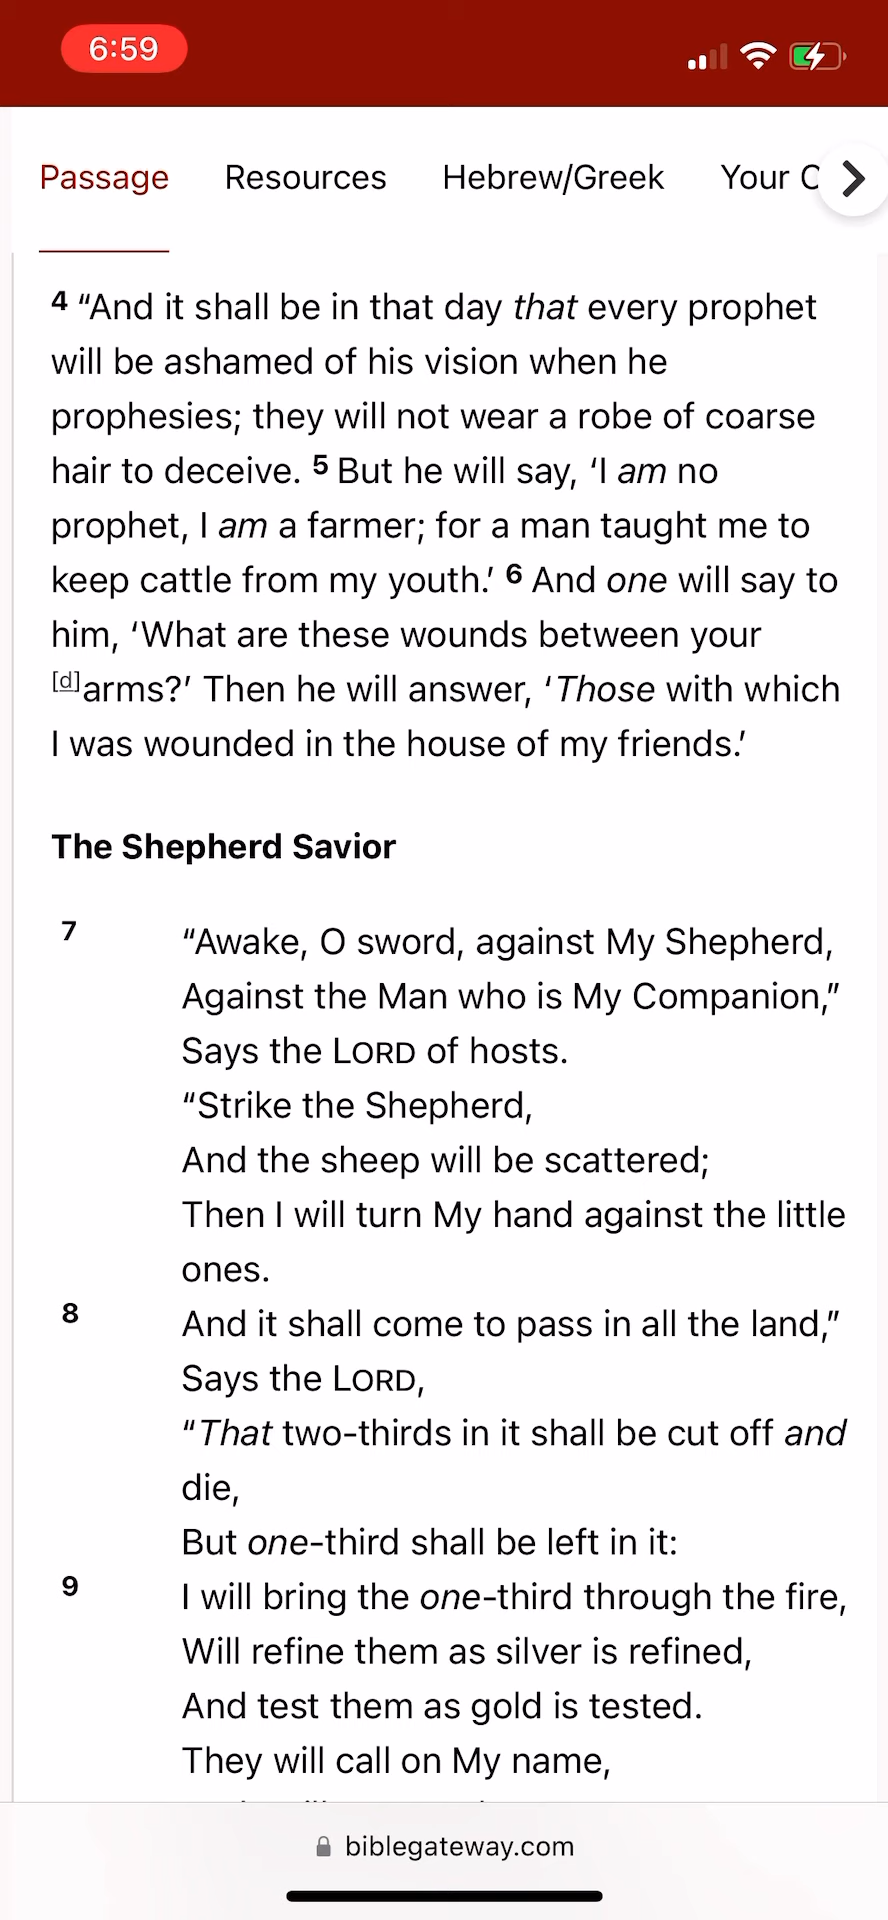 6:59
Passage Resources Hebrew/Greek Your C
4 “And it shall be in that day that every prophet
will be ashamed of his vision when he
prophesies; they will not wear a robe of coarse
hair to deceive. 5 But he will say, ‘I am no
prophet, I am a farmer; for a man taught me to
keep cattle from my youth.’ 6 And one will say to
him, ‘What are these wounds between your
[d]arms?’ Then he will answer, ‘Those with which
I was wounded in the house of my friends.’
The Shepherd Savior
7 “Awake, O sword, against My Shepherd,
Against the Man who is My Companion,”
Says the LORD of hosts.
“Strike the Shepherd,
And the sheep will be scattered;
Then I will turn My hand against the little
ones.
8 And it shall come to pass in all the land,”
Says the LORD,
“That two-thirds in it shall be cut off and
die,
But one-third shall be left in it:
9 I will bring the one-third through the fire,
Will refine them as silver is refined,
And test them as gold is tested.
They will call on My name,
biblegateway.com